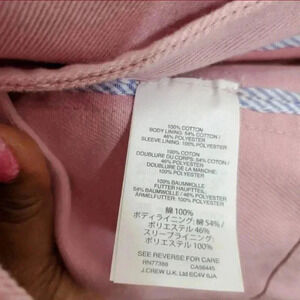 100% COTTON
BODY LINING: 54% COTTON /
46% POLYESTER
SLEEVE LINING: 100% POLYESTER
100% COTON
DOUBLURE DU CORPS: 54% COTON /
46% POLYESTER
DOUBLURE DE LA MANCHE:
100% POLYESTER
100% BAUMWOLLE
FUTTER HAUPTTEIL:
54% BAUMWOLLE / 46% POLYESTER
ÄRMELFUTTER: 100% POLYESTER
綿 100%
ボディライニング: 綿 54% /
ポリエステル 46%
スリーブライニング:
ポリエステル 100%
SEE REVERSE FOR CARE
RN77388 CA56445
J.CREW U.K. Ltd EC4V 6JA